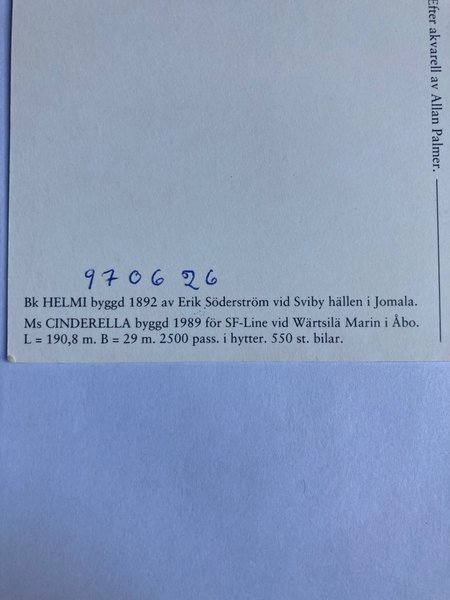 Efter akvarell av Allan Palmer.
970626
Bk HELMI byggd 1892 av Erik Söderström vid Sviby hällen i Jomala.
Ms CINDERELLA byggd 1989 för SF-Line vid Wärtsilä Marin i Åbo.
L = 190,8 m. B = 29 m. 2500 pass. i hytter. 550 st. bilar.